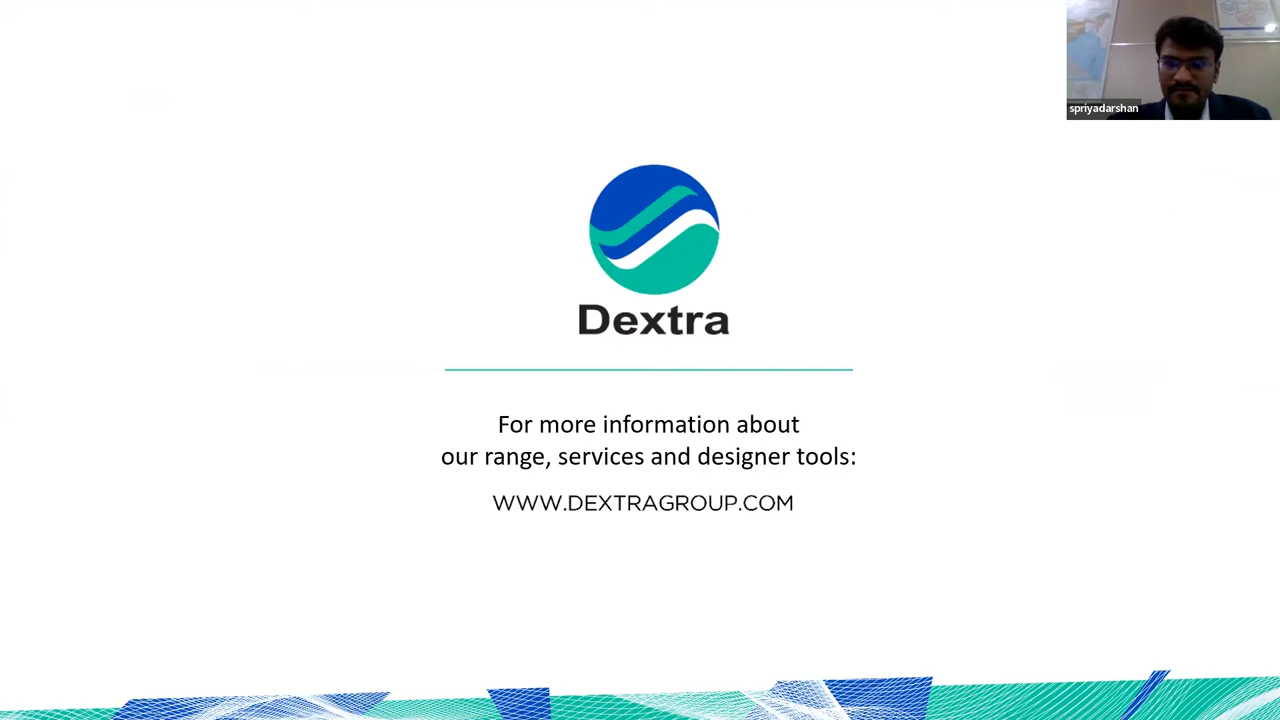 spriyadarshan
Dextra
For more information about
our range, services and designer tools:
WWW.DEXTRAGROUP.COM